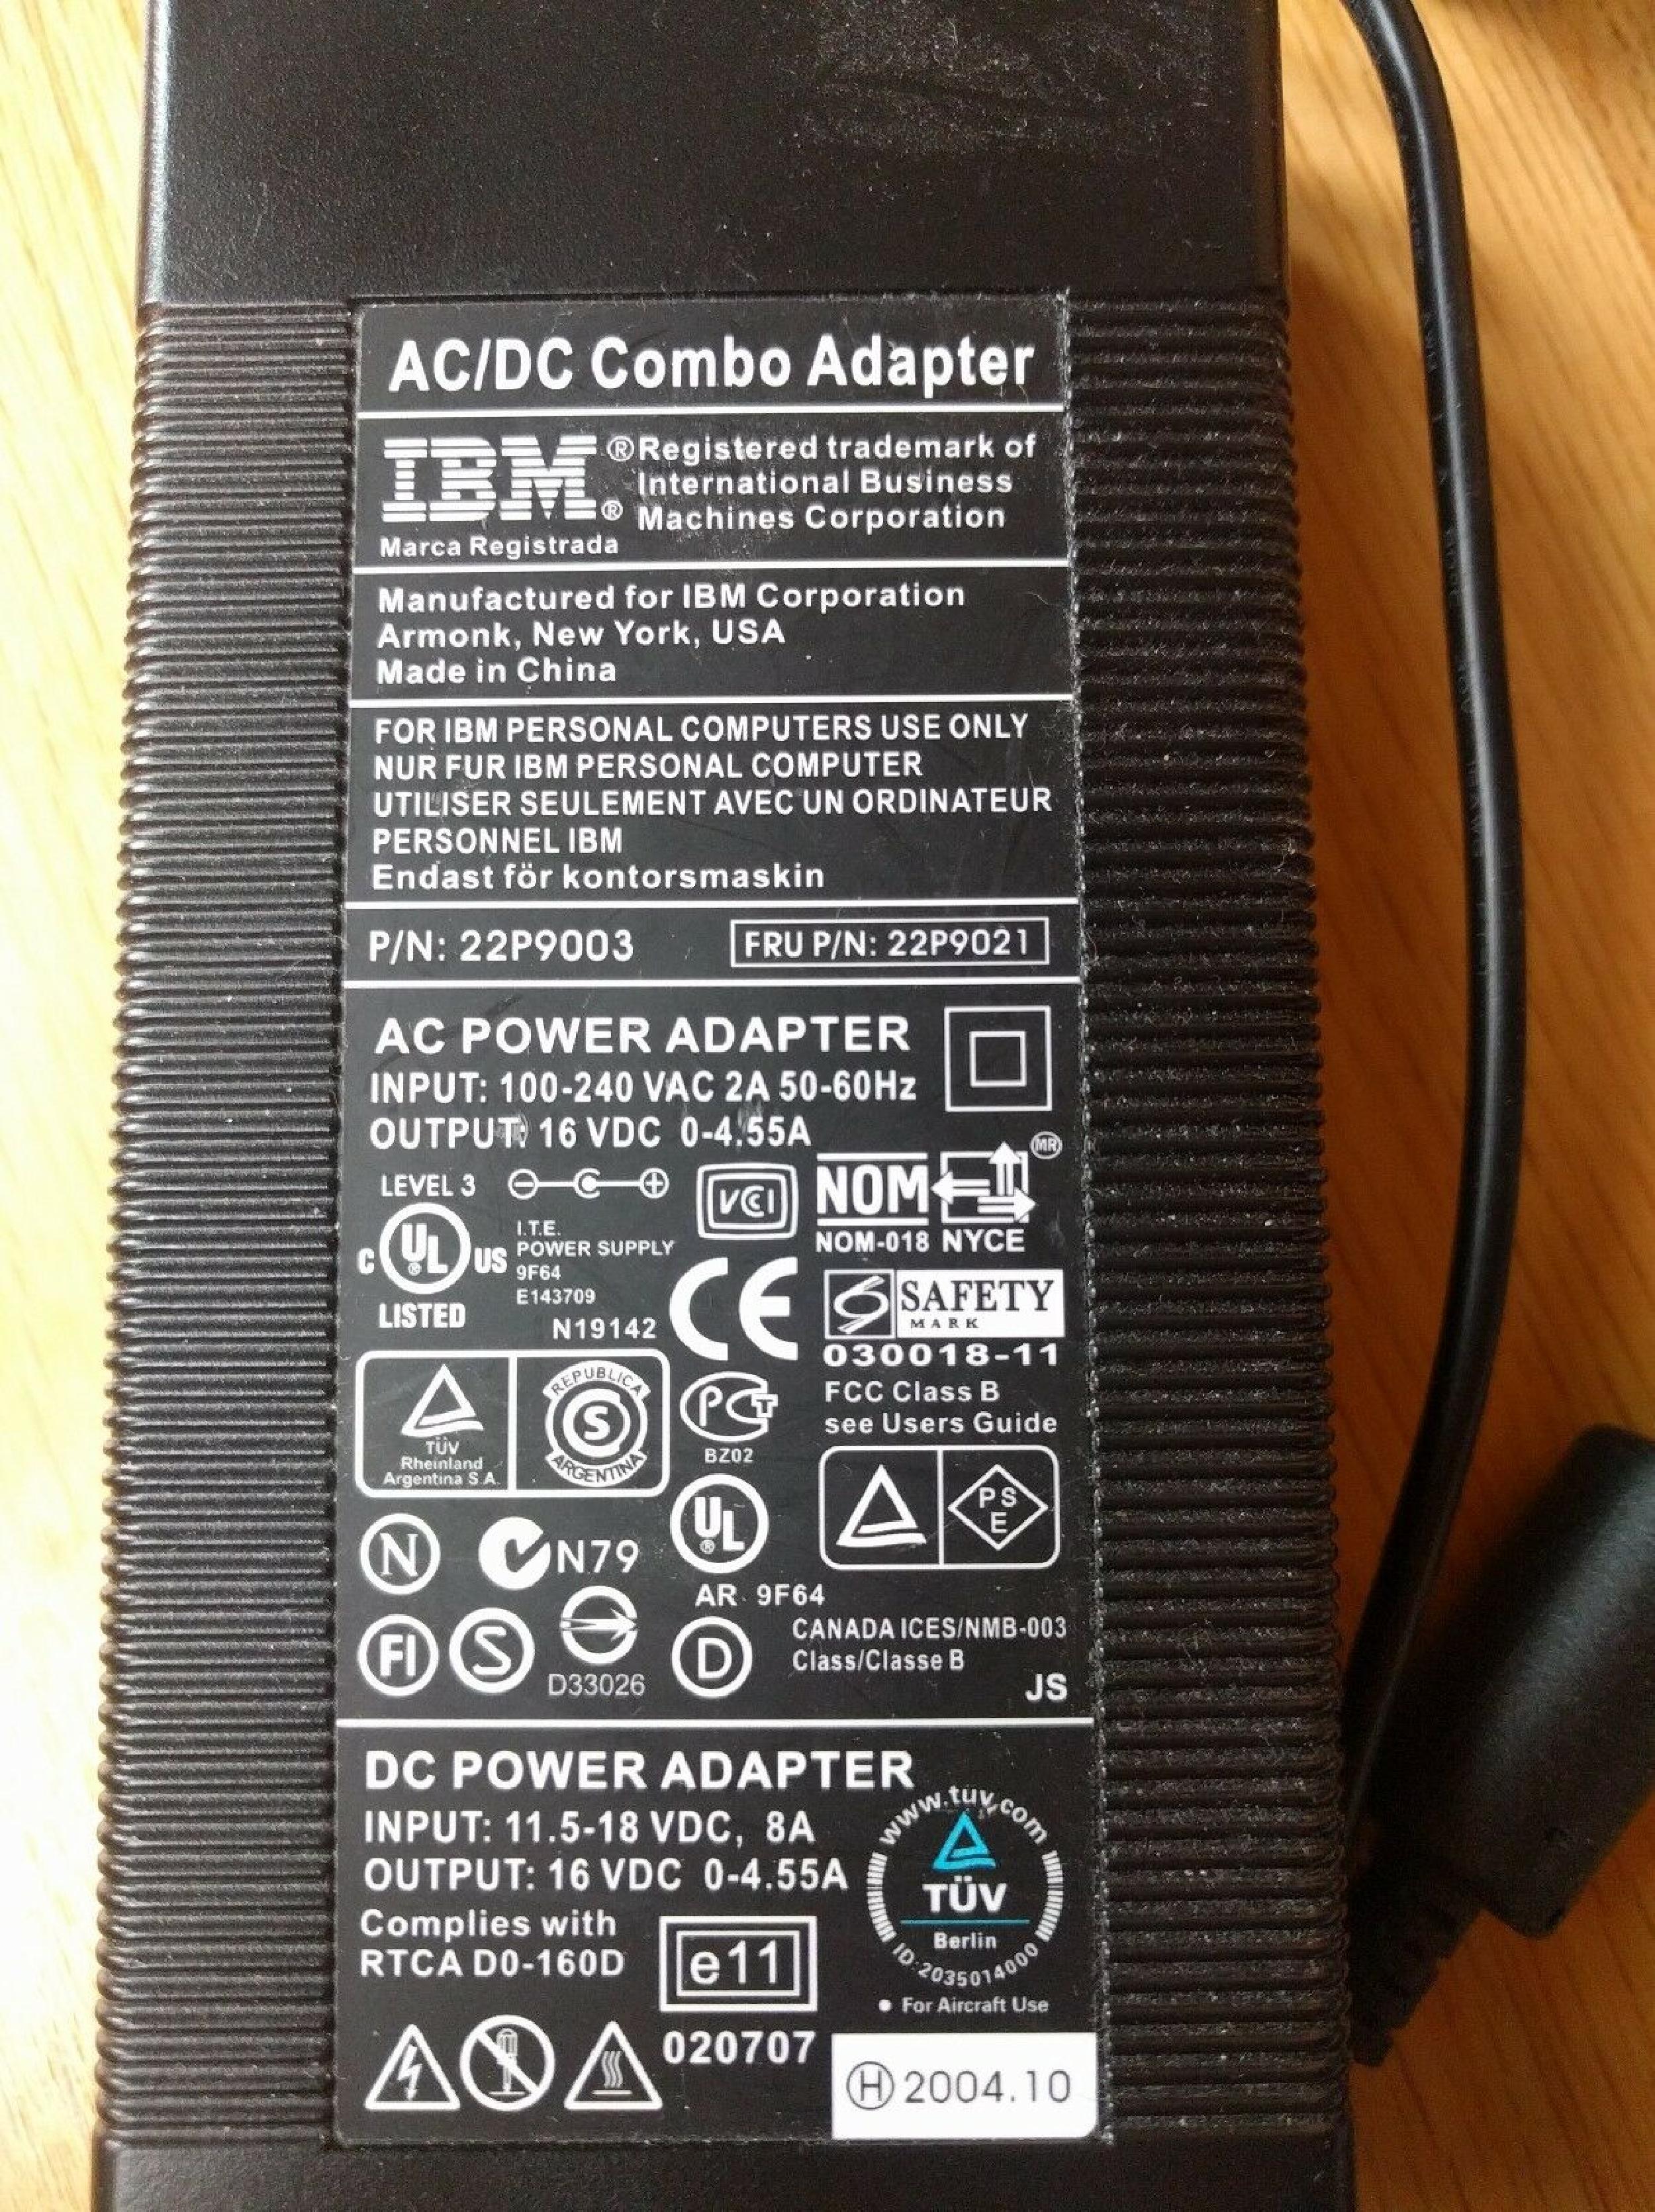 AC/DC Combo Adapter
IBM® ®Registered trademark of
International Business
Machines Corporation
Marca Registrada
Manufactured for IBM Corporation
Armonk, New York, USA
Made in China
FOR IBM PERSONAL COMPUTERS USE ONLY
NUR FUR IBM PERSONAL COMPUTER
UTILISER SEULEMENT AVEC UN ORDINATEUR
PERSONNEL IBM
Endast för kontorsmaskin
P/N: 22P9003 FRU P/N: 22P9021
AC POWER ADAPTER
INPUT: 100-240 VAC 2A 50-60Hz
OUTPUT: 16 VDC 0-4.55A
LEVEL 3
VCI
NOM
MR
NOM-018 NYCE
C UL® US
LISTED
I.T.E.
POWER SUPPLY
9F64
E143709
N19142
CE
S SAFETY
MARK
030018-11
FCC Class B
see Users Guide
TÜV
Rheinland
Argentina S.A.
REPUBLICA
S
ARGENTINA
PCT
BZ02
UL®
AR 9F64
PS
E
N
N79
FI
S
D33026
D
CANADA ICES/NMB-003
Class/Classe B
JS
DC POWER ADAPTER
INPUT: 11.5-18 VDC, 8A
OUTPUT: 16 VDC 0-4.55A
Complies with
RTCA D0-160D
e11
020707
www.tuv.com
TÜV
Berlin
ID:2035014000
• For Aircraft Use
H 2004.10